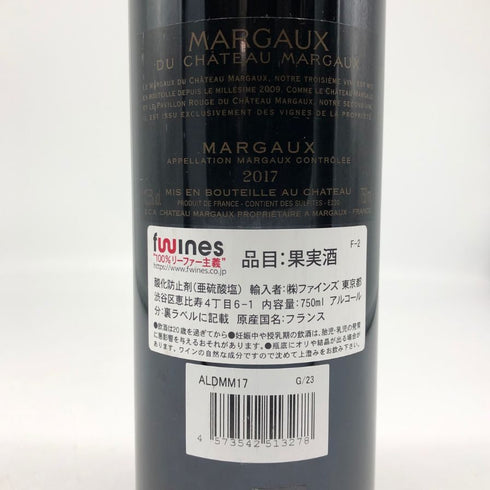 MARGAUX
DU CHÂTEAU MARGAUX
LE MARGAUX DU CHÂTEAU MARGAUX, NOTRE TROISIÈME VIN, EST MIS
EN BOUTEILLE DEPUIS LE MILLÉSIME 2009. COMME LE CHÂTEAU MARGAUX
ET LE PAVILLON ROUGE DU CHÂTEAU MARGAUX, NOTRE SECOND VIN,
IL EST ISSU EXCLUSIVEMENT DES VIGNES DE LA PROPRIÉTÉ.
MARGAUX
APPELLATION MARGAUX CONTRÔLÉE
2017
MIS EN BOUTEILLE AU CHÂTEAU
PRODUIT DE FRANCE - CONTIENT DES SULFITES - E220
S.C.A. CHÂTEAU MARGAUX PROPRIÉTAIRE A MARGAUX - FRANCE
fwines
"100%リーファー主義"
https://www.fwines.co.jp
品目:果実酒
F-2
酸化防止剤(亜硫酸塩) 輸入者:㈱ファインズ 東京都
渋谷区恵比寿4丁目6-1 内容量:750ml アルコール
分:裏ラベルに記載 原産国名:フランス
●飲酒は20歳を過ぎてから●妊娠中や授乳期の飲酒は、胎児・乳児の発育
に悪影響を与えるおそれがあります。●瓶底にオリや結晶が出る場合が
あります。ワインの自然な成分ですので沈めて上澄みをお飲み下さい。
ALDMM17
G/23
4 573542 513278